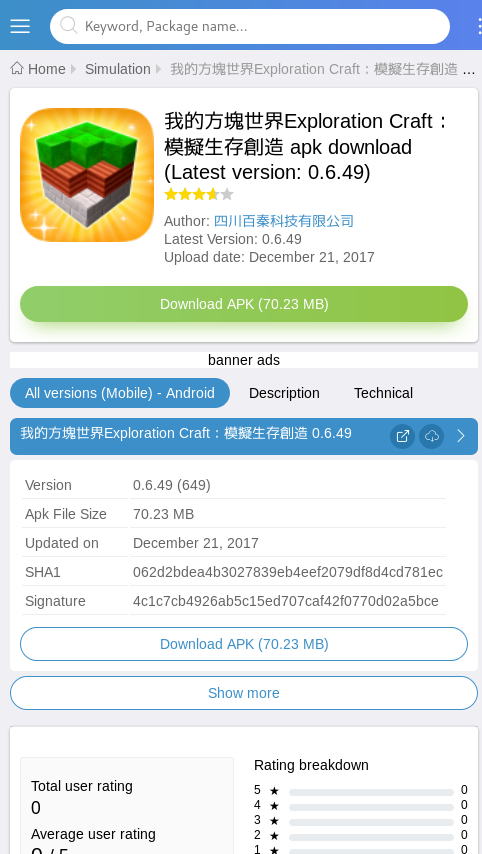 Keyword, Package name...
Home Simulation 我的方塊世界Exploration Craft：模擬生存創造 ...
我的方塊世界Exploration Craft：
模擬生存創造 apk download
(Latest version: 0.6.49)
Author: 四川百秦科技有限公司
Latest Version: 0.6.49
Upload date: December 21, 2017
Download APK (70.23 MB)
banner ads
All versions (Mobile) - Android Description Technical
我的方塊世界Exploration Craft：模擬生存創造 0.6.49
Version 0.6.49 (649)
Apk File Size 70.23 MB
Updated on December 21, 2017
SHA1 062d2bdea4b3027839eb4eef2079df8d4cd781ec
Signature 4c1c7cb4926ab5c15ed707caf42f0770d02a5bce
Download APK (70.23 MB)
Show more
Rating breakdown
Total user rating
0
Average user rating
0 / 5
5 ★ 0
4 ★ 0
3 ★ 0
2 ★ 0
1 ★ 0